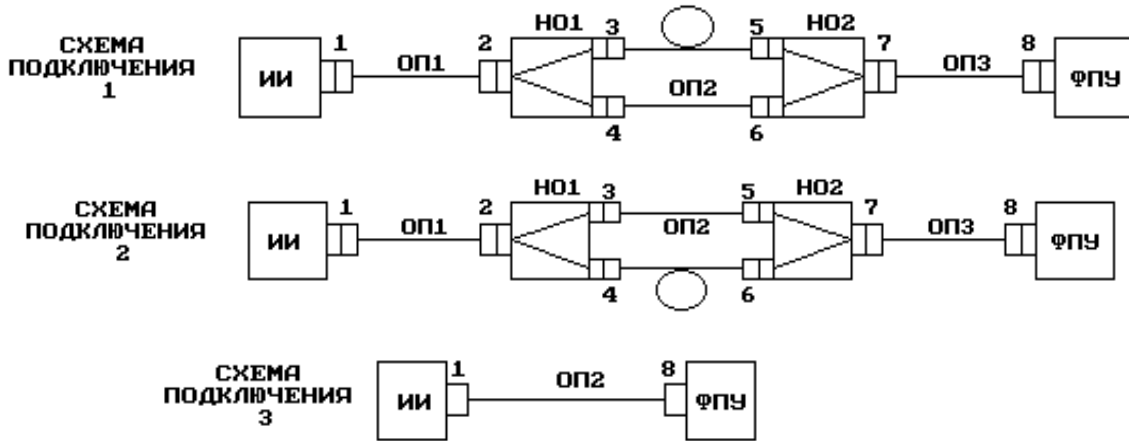 СХЕМА
ПОДКЛЮЧЕНИЯ
1
ИИ
1
ОП1
2
НО1
3
4
ОП2
5
6
НО2
7
ОП3
8
ФПУ
СХЕМА
ПОДКЛЮЧЕНИЯ
2
ИИ
1
ОП1
2
НО1
3
4
ОП2
5
6
НО2
7
ОП3
8
ФПУ
СХЕМА
ПОДКЛЮЧЕНИЯ
3
ИИ
1
ОП2
8
ФПУ